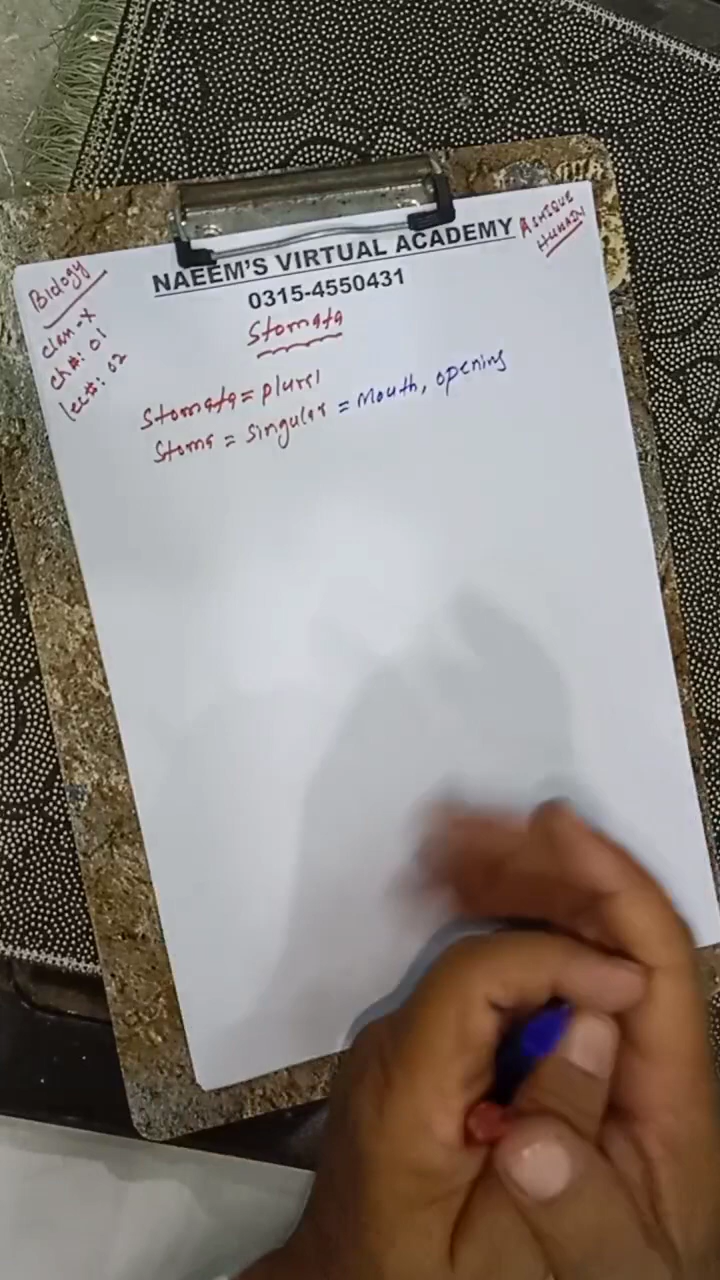 NAEEM'S VIRTUAL ACADEMY
0315-4550431
Biology
class-X
ch#: 01
lec#: 02
Stomata
Stomata = plural
Stoma = singular = Mouth, opening